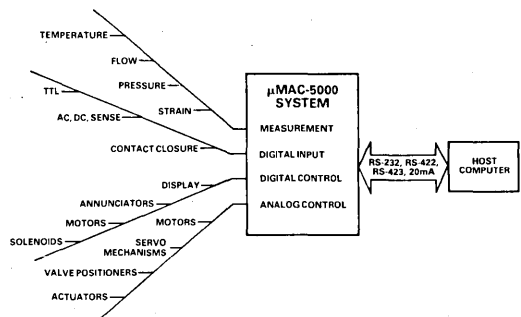 TEMPERATURE
FLOW
PRESSURE
STRAIN
TTL
AC, DC, SENSE
CONTACT CLOSURE
DISPLAY
ANNUNCIATORS
MOTORS
SOLENOIDS
MOTORS
SERVO
MECHANISMS
VALVE POSITIONERS
ACTUATORS
μMAC-5000
SYSTEM
MEASUREMENT
DIGITAL INPUT
DIGITAL CONTROL
ANALOG CONTROL
RS-232, RS-422,
RS-423, 20mA
HOST
COMPUTER